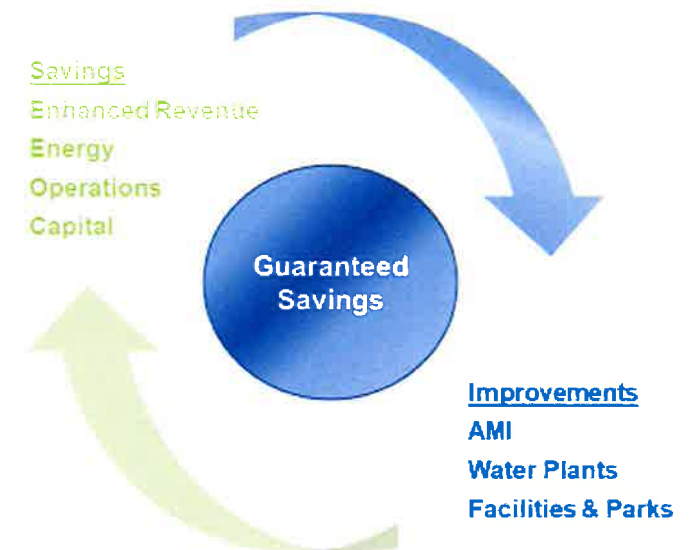 Savings
Enhanced Revenue
Energy
Operations
Capital
Guaranteed
Savings
Improvements
AMI
Water Plants
Facilities & Parks